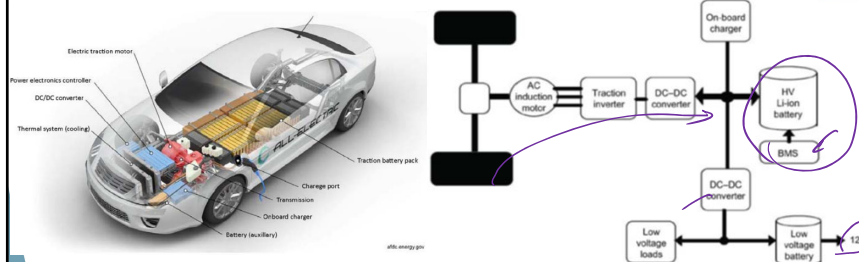 Electric traction motor
Power electronics controller
DC/DC converter
Thermal system (cooling)
ALL-ELECTRIC
Traction battery pack
Charege port
Transmission
Onboard charger
Battery (auxiliary)
afdc.energy.gov
On-board
charger
AC
induction
motor
Traction
inverter
DC–DC
converter
HV
Li-ion
battery
BMS
DC–DC
converter
Low
voltage
loads
Low
voltage
battery
12